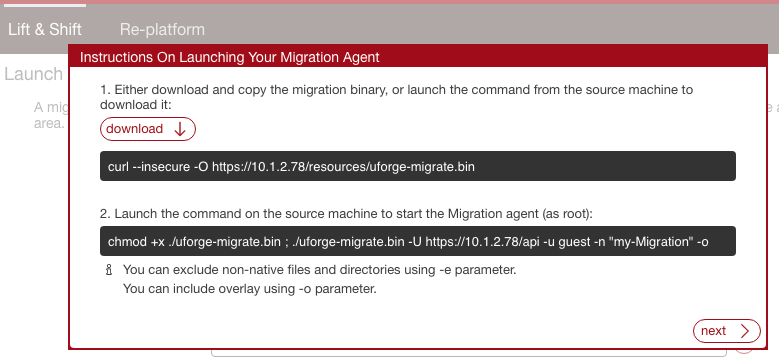 Lift & Shift Re-platform
Instructions On Launching Your Migration Agent
Launch
A mig
area.
1. Either download and copy the migration binary, or launch the command from the source machine to
download it:
download
curl --insecure -O https://10.1.2.78/resources/uforge-migrate.bin
2. Launch the command on the source machine to start the Migration agent (as root):
chmod +x ./uforge-migrate.bin ; ./uforge-migrate.bin -U https://10.1.2.78/api -u guest -n "my-Migration" -o
You can exclude non-native files and directories using -e parameter.
You can include overlay using -o parameter.
next